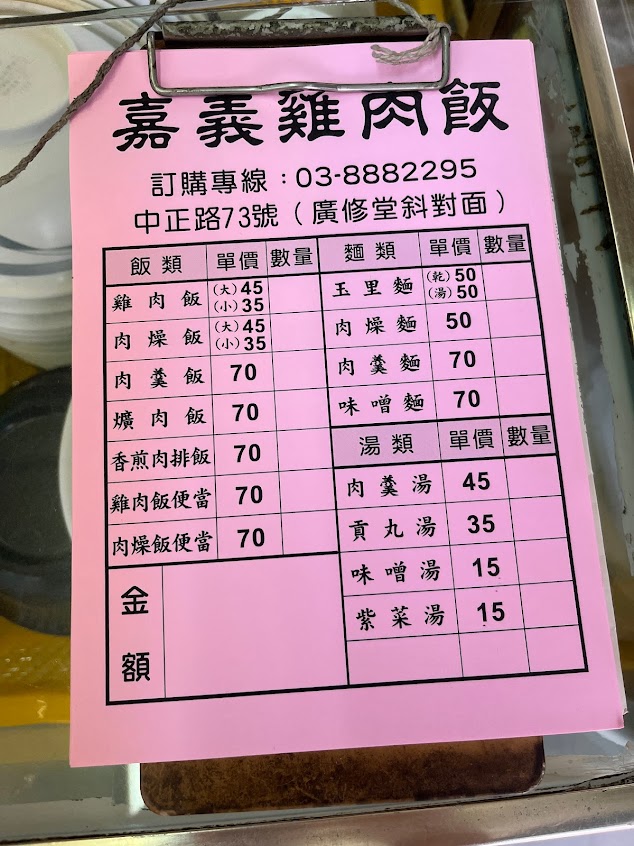 嘉義雞肉飯
訂購專線：03-8882295
中正路73號（廣修堂斜對面）
飯類 單價 數量
雞肉飯 (大)45 (小)35
肉燥飯 (大)45 (小)35
肉羹飯 70
爌肉飯 70
香煎肉排飯 70
雞肉飯便當 70
肉燥飯便當 70
金額
麵類 單價 數量
玉里麵 (乾)50 (湯)50
肉燥麵 50
肉羹麵 70
味噌麵 70
湯類 單價 數量
肉羹湯 45
貢丸湯 35
味噌湯 15
紫菜湯 15